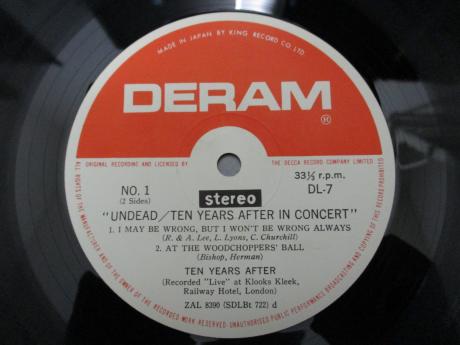 MADE IN JAPAN BY KING RECORD CO. LTD
DERAM
®
ORIGINAL RECORDING AND LICENSED BY THE DECCA RECORD COMPANY LIMITED
NO. 1
(2 Sides)
stereo
33⅓ r.p.m.
DL-7
"UNDEAD/TEN YEARS AFTER IN CONCERT"
1. I MAY BE WRONG, BUT I WON'T BE WRONG ALWAYS
(R. & A. Lee, L. Lyons, C. Churchill)
2. AT THE WOODCHOPPERS' BALL
(Bishop, Herman)
TEN YEARS AFTER
(Recorded "Live" at Klooks Kleek,
Railway Hotel, London)
ZAL 8390 (SDLBt 722) d
ALL RIGHTS OF THE MANUFACTURER AND OF THE OWNER OF THE RECORDED WORK RESERVED·UNAUTHORISED PUBLIC PERFORMANCE BROADCASTING AND COPYING OF THIS RECORD PROHIBITED